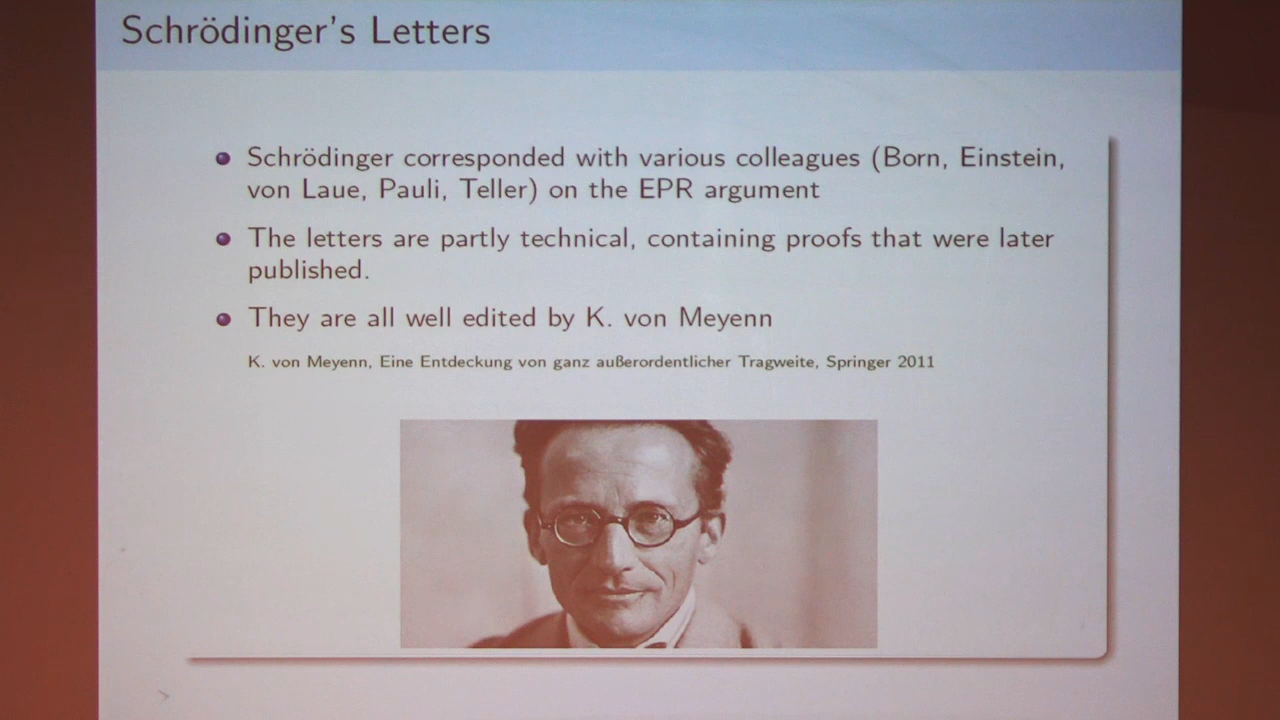 Schrödinger's Letters
Schrödinger corresponded with various colleagues (Born, Einstein,
von Laue, Pauli, Teller) on the EPR argument
The letters are partly technical, containing proofs that were later
published.
They are all well edited by K. von Meyenn
K. von Meyenn, Eine Entdeckung von ganz außerordentlicher Tragweite, Springer 2011